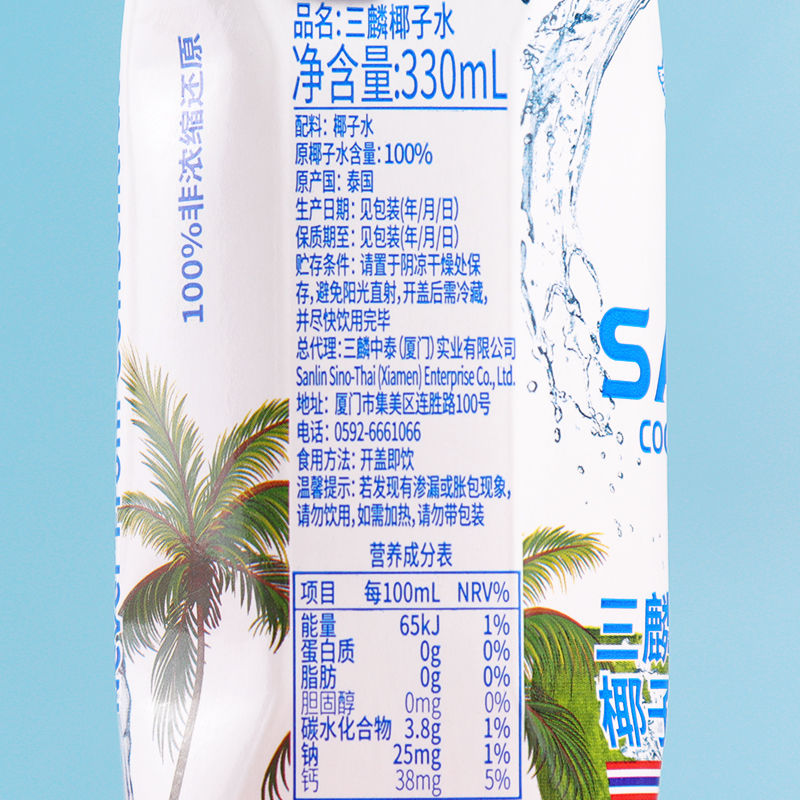 品名:三麟椰子水
净含量:330mL
配料:椰子水
原椰子水含量:100%
原产国:泰国
生产日期:见包装(年/月/日)
保质期至:见包装(年/月/日)
贮存条件:请置于阴凉干燥处保
存,避免阳光直射,开盖后需冷藏,
并尽快饮用完毕
总代理:三麟中泰(厦门)实业有限公司
Sanlin Sino-Thai (Xiamen) Enterprise Co., Ltd.
地址:厦门市集美区连胜路100号
电话:0592-6661066
食用方法:开盖即饮
温馨提示:若发现有渗漏或胀包现象,
请勿饮用,如需加热,请勿带包装
营养成分表
项目 每100mL NRV%
能量 65kJ 1%
蛋白质 0g 0%
脂肪 0g 0%
胆固醇 0mg 0%
碳水化合物 3.8g 1%
钠 25mg 1%
钙 38mg 5%
100%非浓缩还原
SA
COC
三麟
椰子